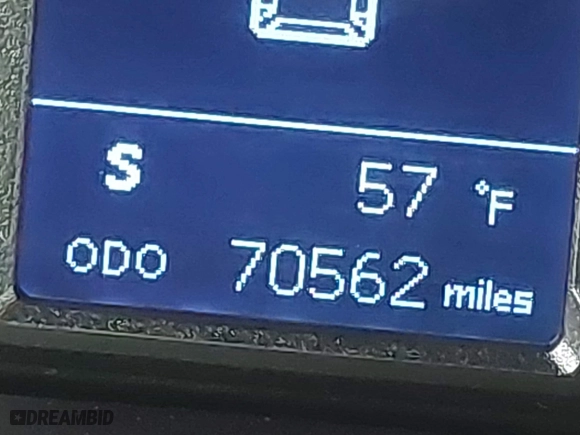 S
57 °F
ODO 70562 miles
DREAMBID